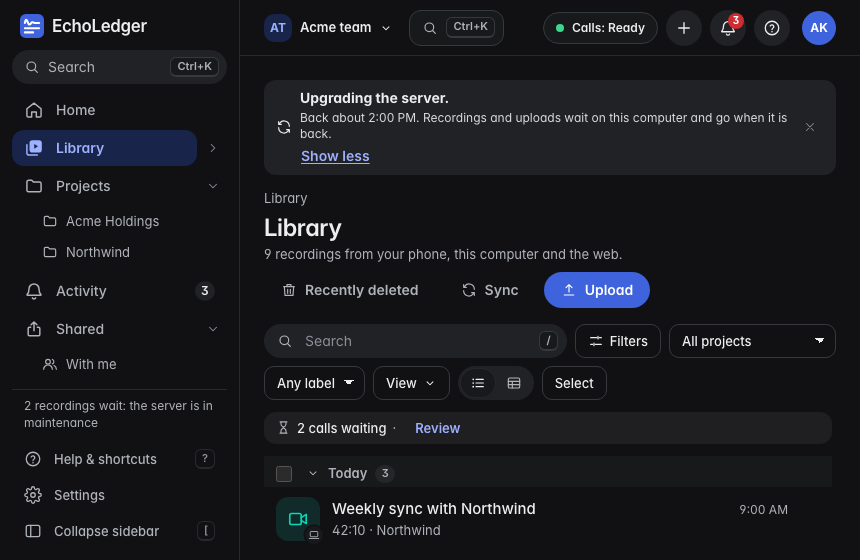 EchoLedger
Search Ctrl+K
Home
Library
Projects
Acme Holdings
Northwind
Activity 3
Shared
With me
2 recordings wait: the server is in
maintenance
Help & shortcuts ?
Settings
Collapse sidebar [
AT Acme team Ctrl+K Calls: Ready 3 AK
Upgrading the server.
Back about 2:00 PM. Recordings and uploads wait on this computer and go when it is
back.
Show less
Library
Library
9 recordings from your phone, this computer and the web.
Recently deleted Sync Upload
Search / Filters All projects
Any label View Select
2 calls waiting · Review
Today 3
Weekly sync with Northwind 9:00 AM
42:10 · Northwind